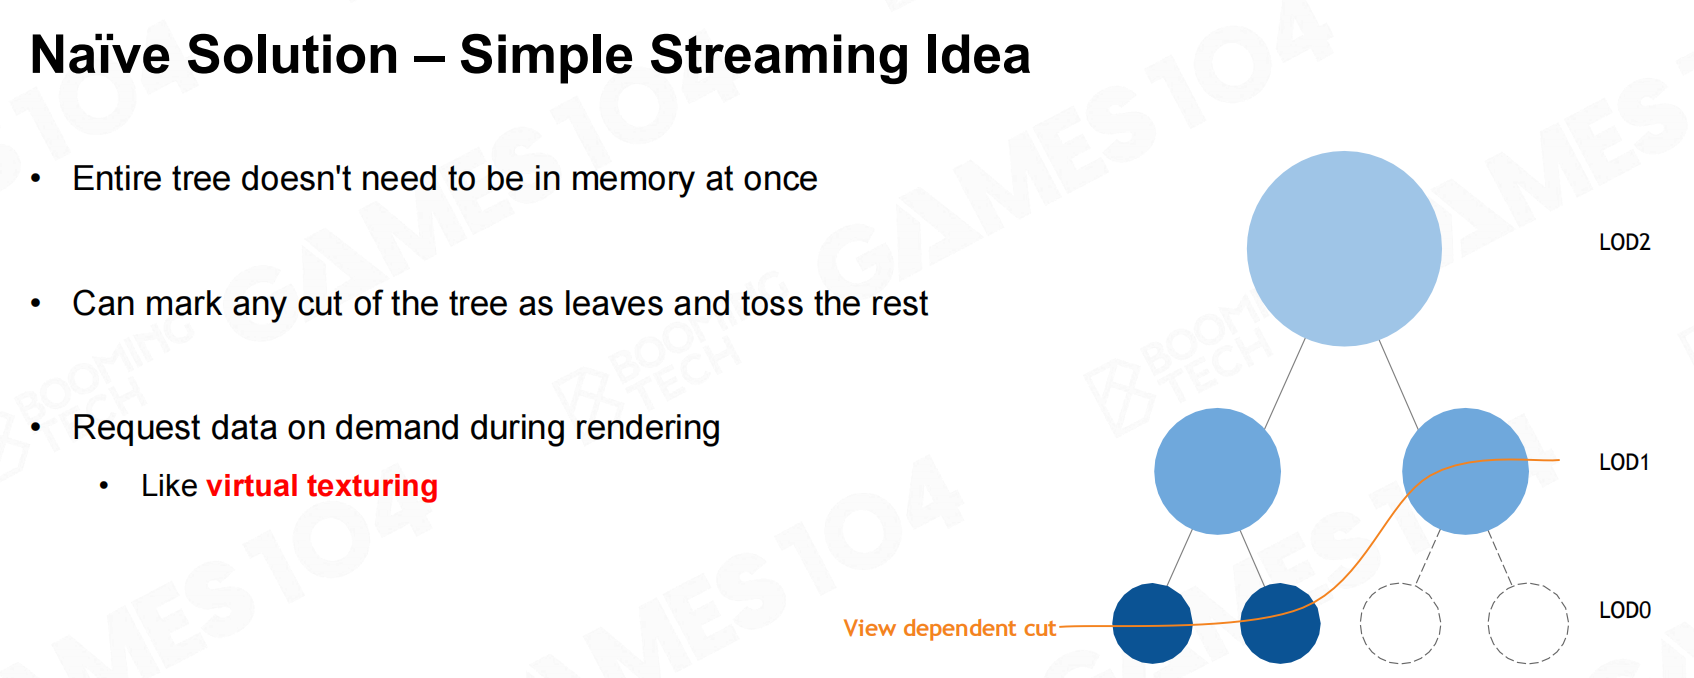 Naïve Solution – Simple Streaming Idea
• Entire tree doesn't need to be in memory at once
• Can mark any cut of the tree as leaves and toss the rest
• Request data on demand during rendering
• Like virtual texturing
LOD2
LOD1
LOD0
View dependent cut
GAMES 104
BOOMING TECH